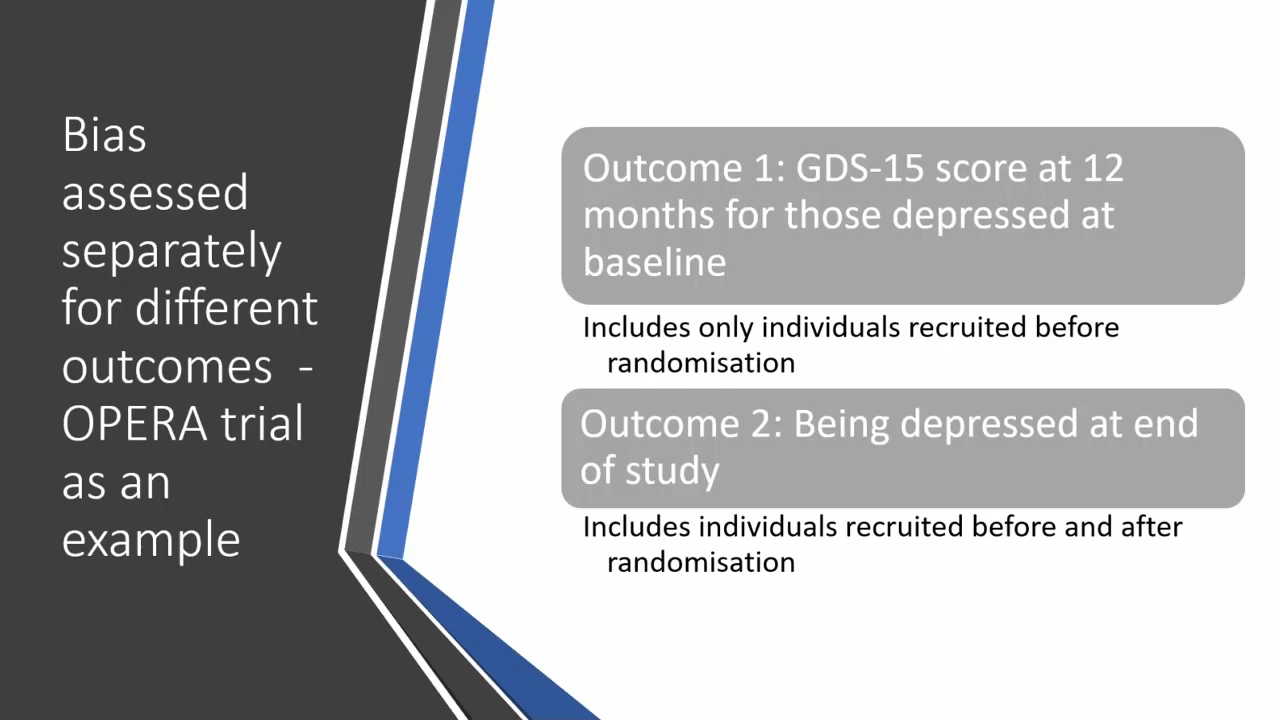 Bias
assessed
separately
for different
outcomes -
OPERA trial
as an
example
Outcome 1: GDS-15 score at 12
months for those depressed at
baseline
Includes only individuals recruited before
randomisation
Outcome 2: Being depressed at end
of study
Includes individuals recruited before and after
randomisation